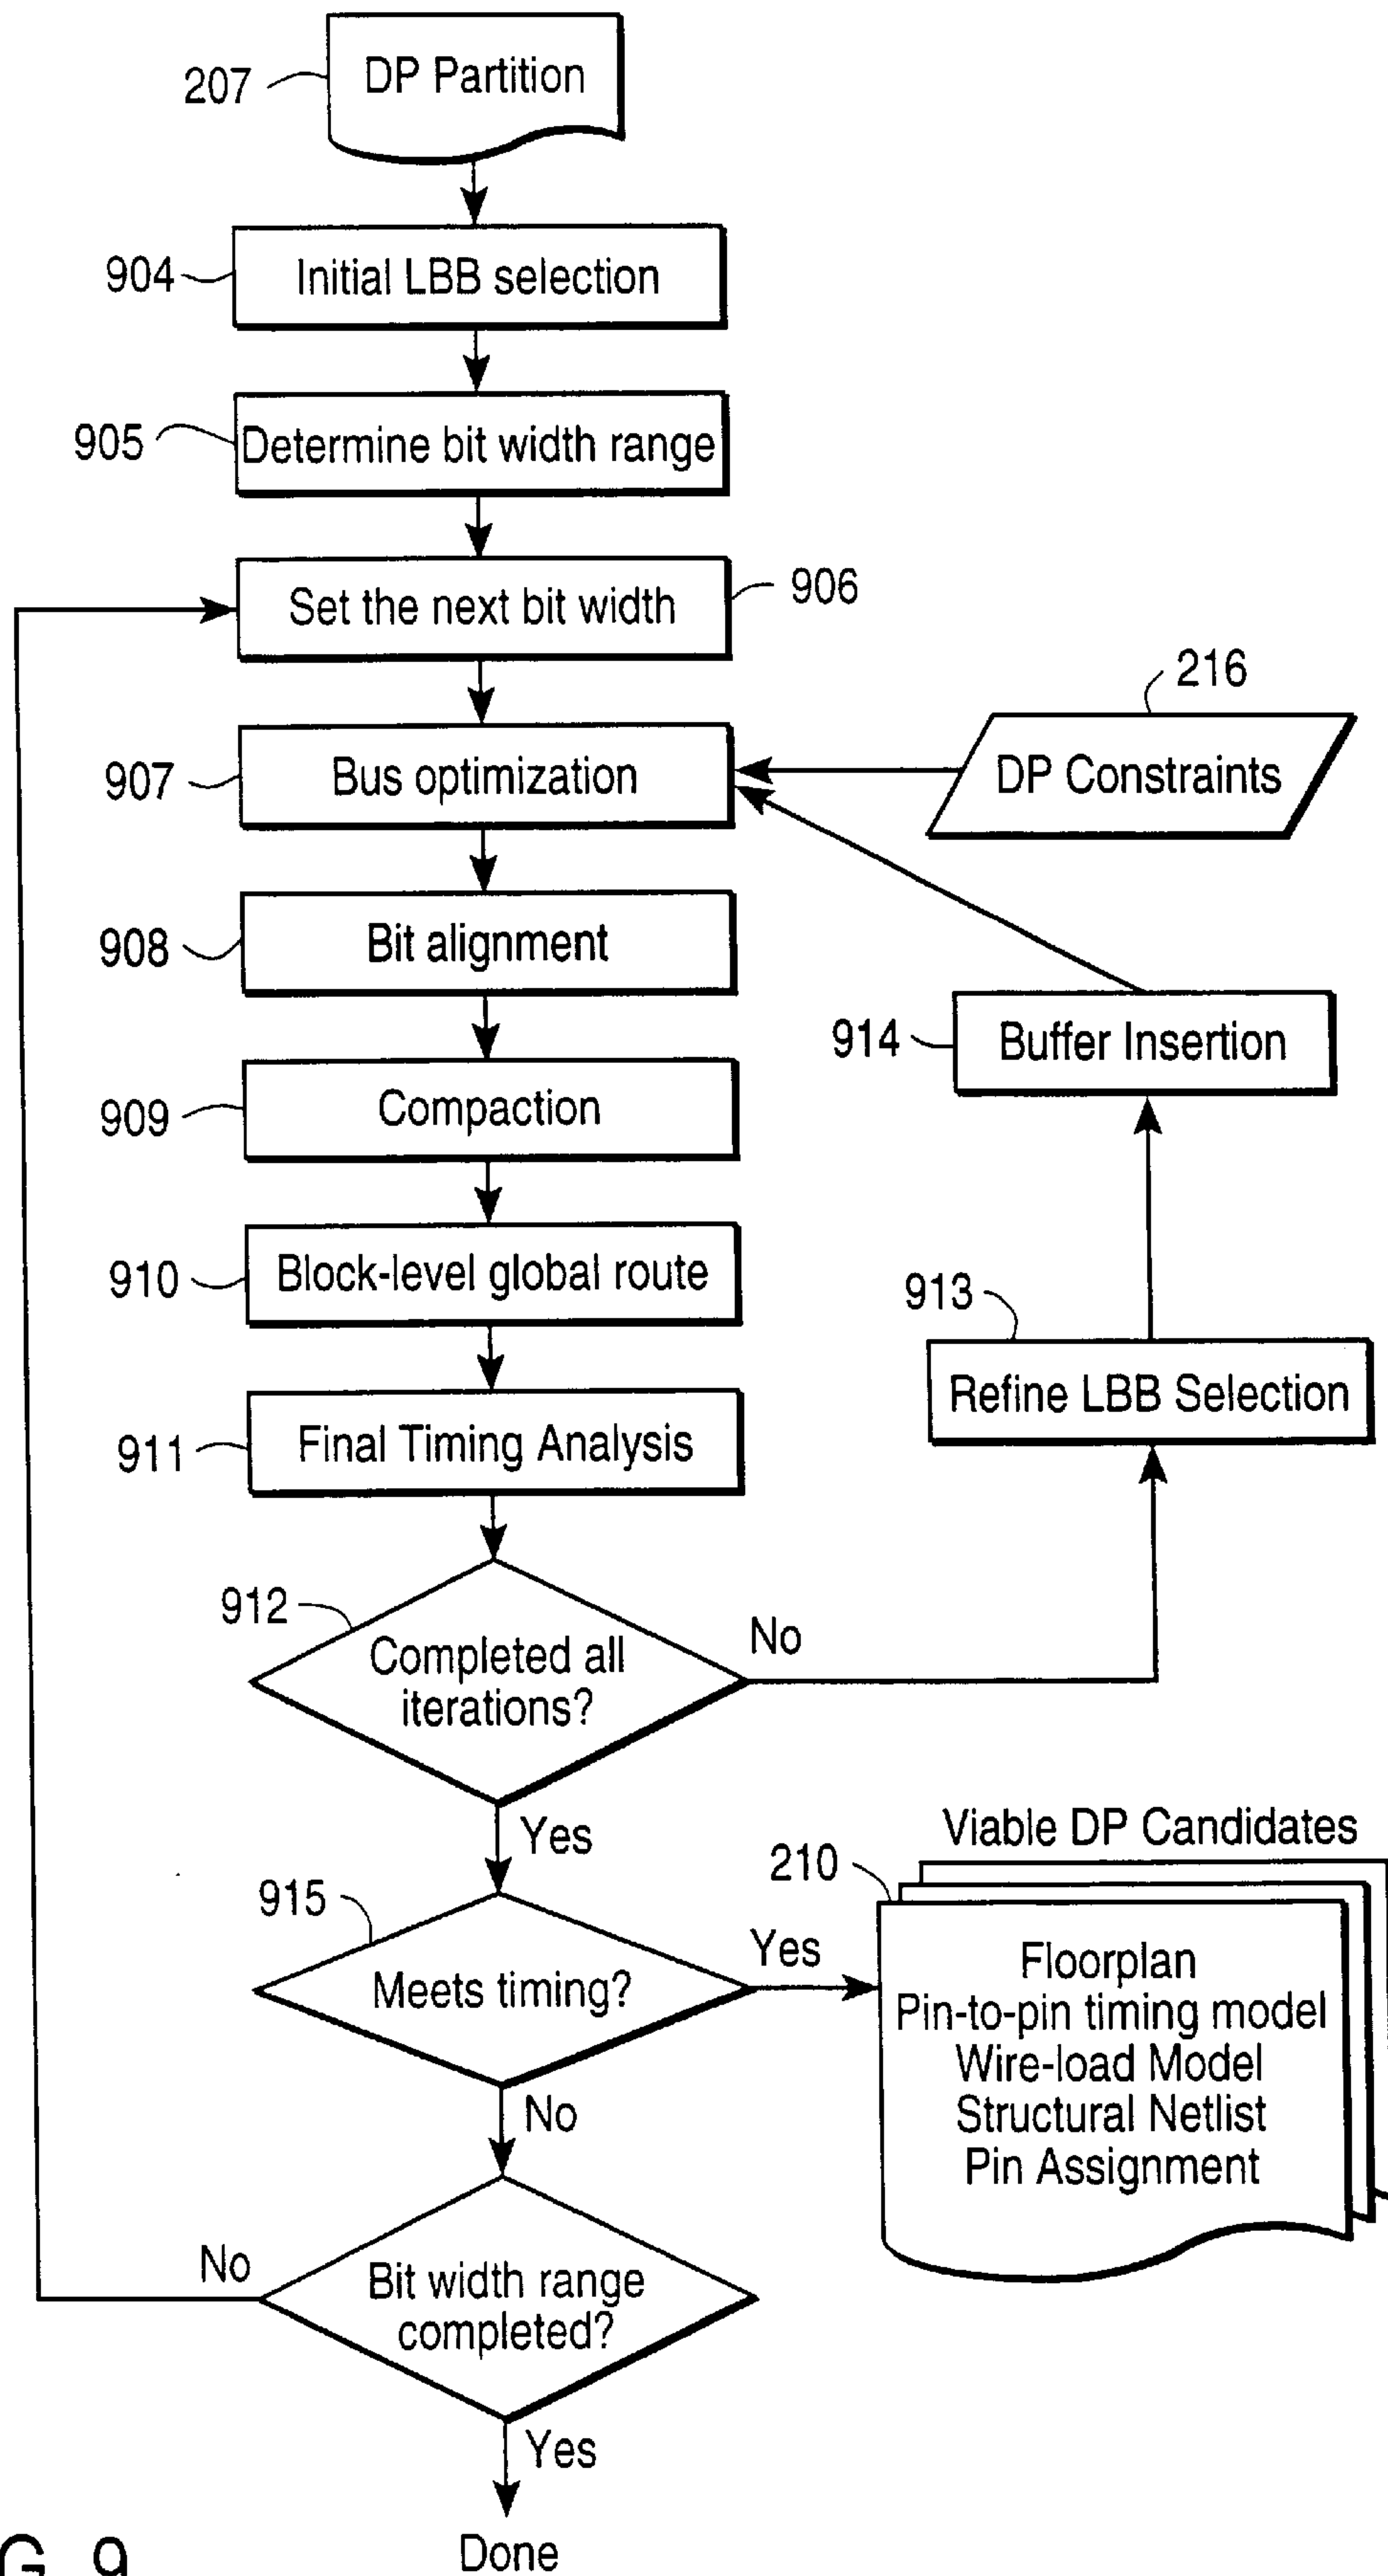 207
DP Partition
904
Initial LBB selection
905
Determine bit width range
Set the next bit width
906
216
907
Bus optimization
DP Constraints
908
Bit alignment
914
Buffer Insertion
909
Compaction
910
Block-level global route
913
Refine LBB Selection
911
Final Timing Analysis
912
Completed all
iterations?
No
Yes
Viable DP Candidates
210
915
Meets timing?
Yes
Floorplan
Pin-to-pin timing model
Wire-load Model
Structural Netlist
Pin Assignment
No
No
Bit width range
completed?
Yes
Done
G. 9